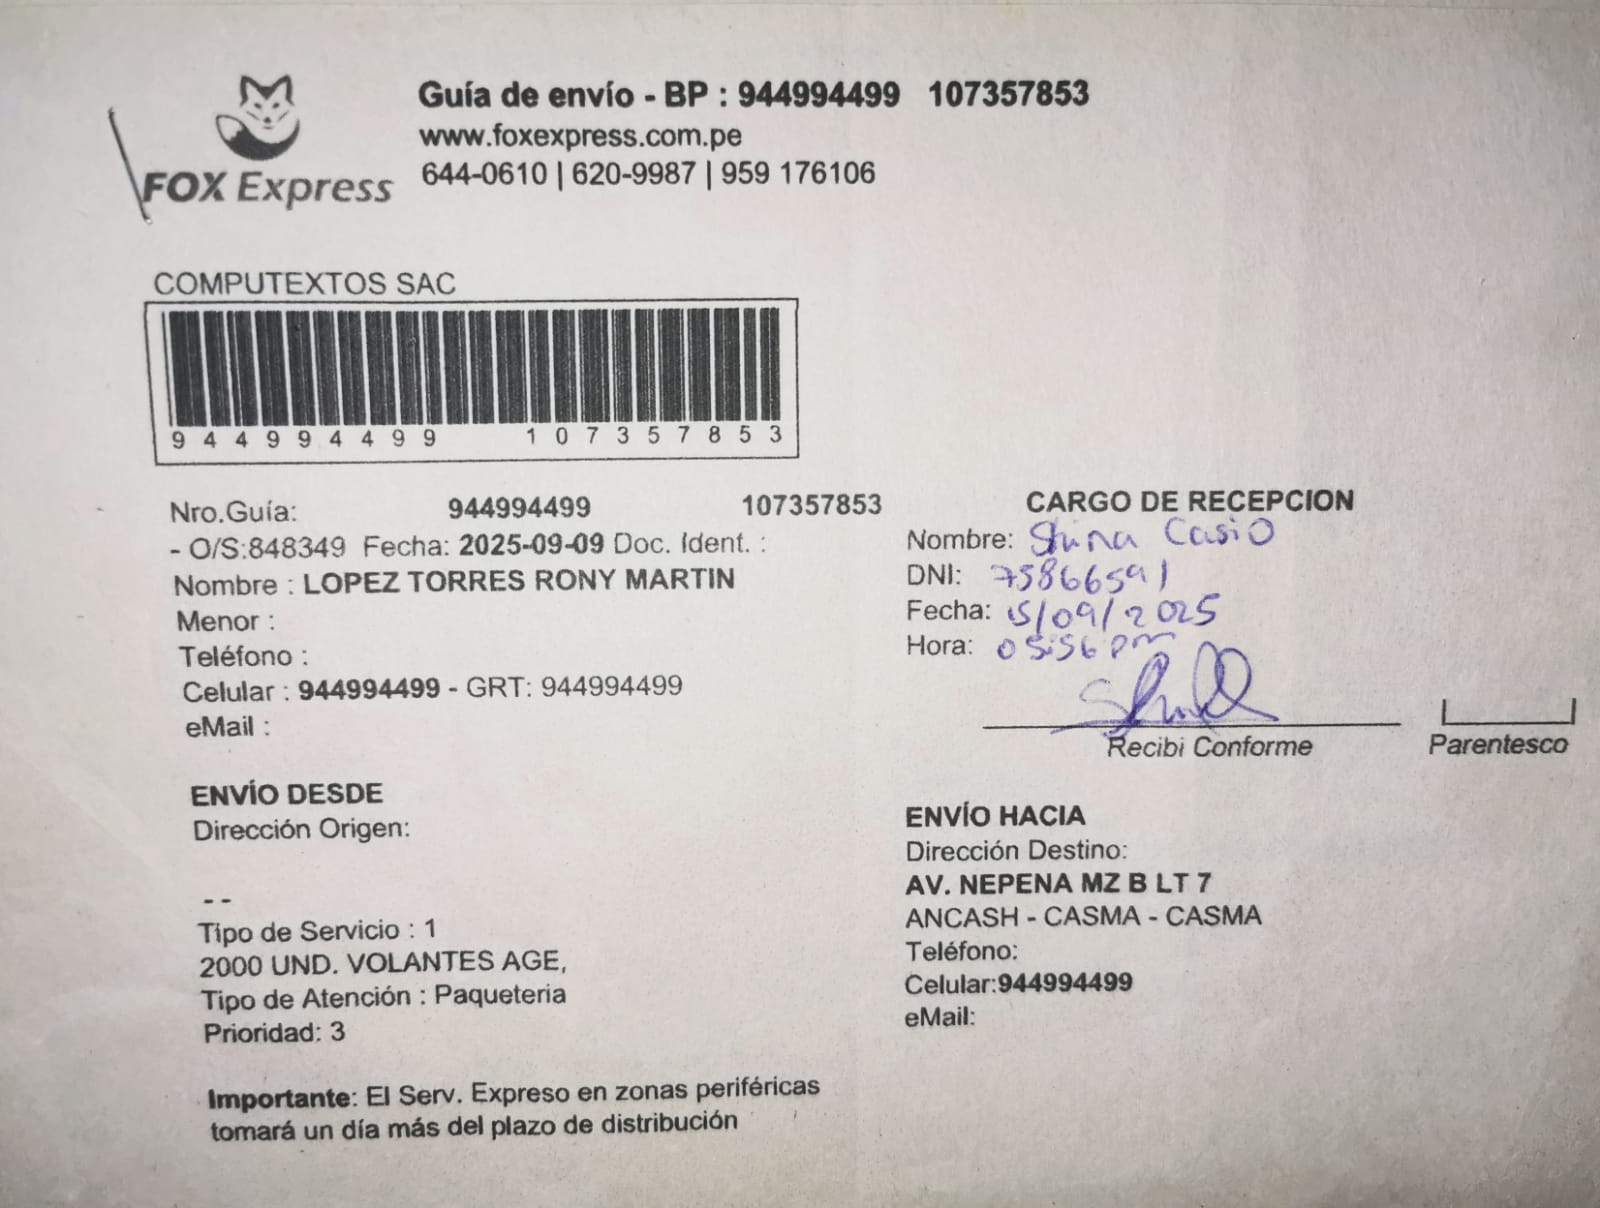 FOX Express
Guía de envío - BP : 944994499 107357853
www.foxexpress.com.pe
644-0610 | 620-9987 | 959 176106
COMPUTEXTOS SAC
944994499 107357853
Nro.Guía: 944994499 107357853
- O/S:848349 Fecha: 2025-09-09 Doc. Ident. :
Nombre : LOPEZ TORRES RONY MARTIN
Menor :
Teléfono :
Celular : 944994499 - GRT: 944994499
eMail :
CARGO DE RECEPCION
Nombre: Casio
DNI: 75866591
Fecha: 15/09/2025
Hora: 05:56 pm
Recibi Conforme
Parentesco
ENVÍO DESDE
Dirección Origen:
- -
Tipo de Servicio : 1
2000 UND. VOLANTES AGE,
Tipo de Atención : Paqueteria
Prioridad: 3
ENVÍO HACIA
Dirección Destino:
AV. NEPENA MZ B LT 7
ANCASH - CASMA - CASMA
Teléfono:
Celular:944994499
eMail:
Importante: El Serv. Expreso en zonas periféricas
tomará un día más del plazo de distribución